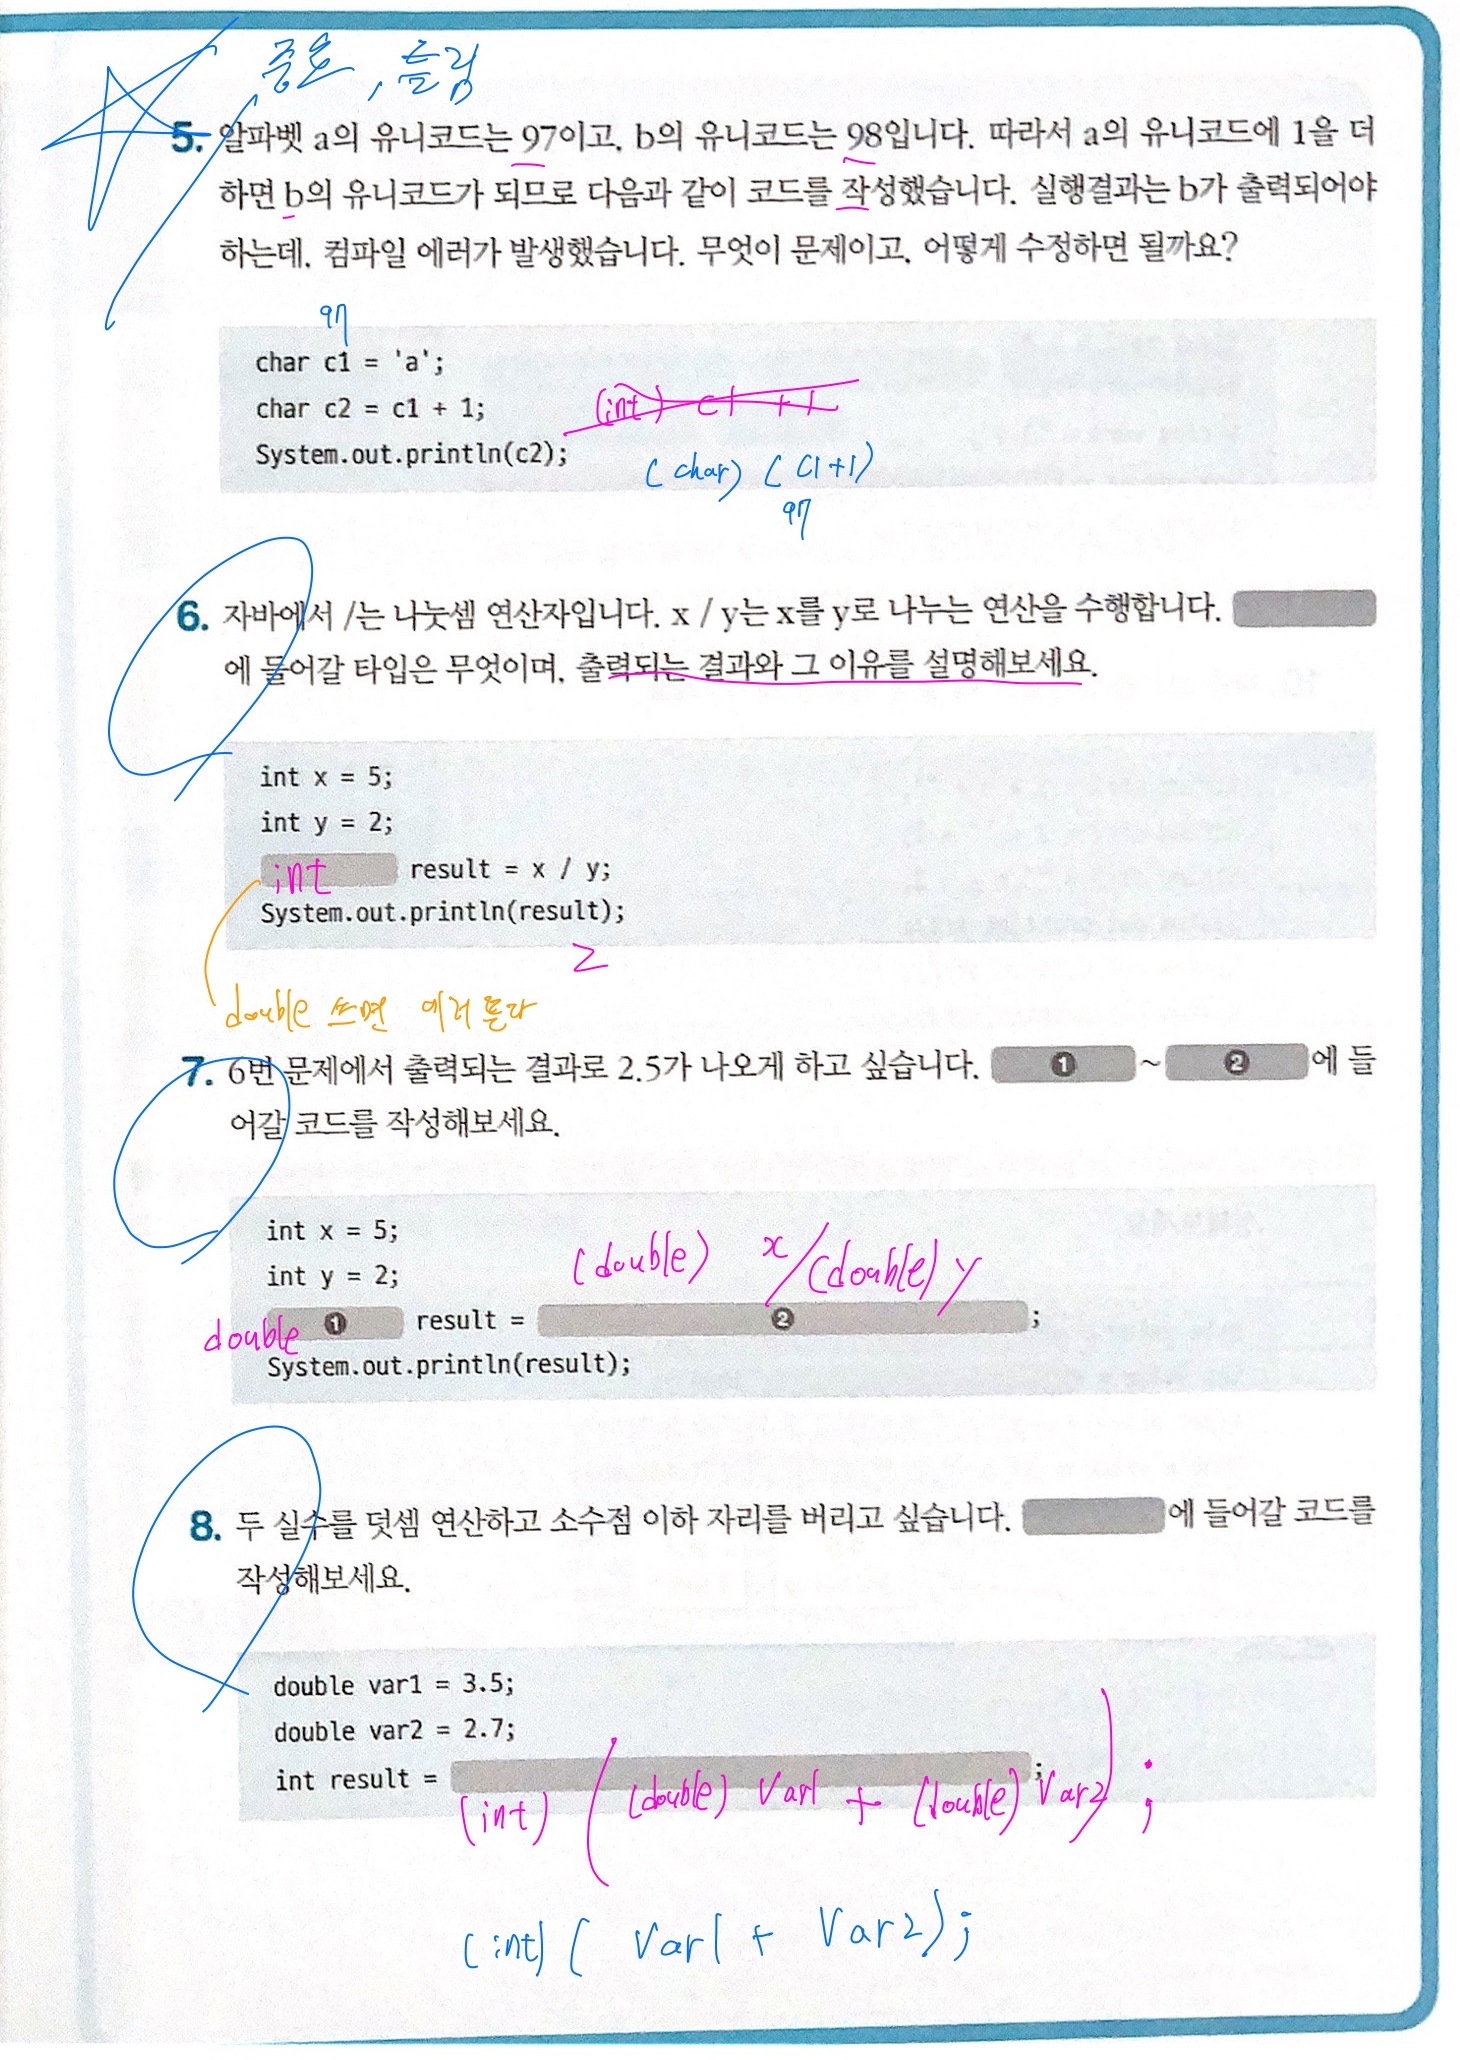 중요, 틀림
5. 알파벳 a의 유니코드는 97이고, b의 유니코드는 98입니다. 따라서 a의 유니코드에 1을 더
하면 b의 유니코드가 되므로 다음과 같이 코드를 작성했습니다. 실행결과는 b가 출력되어야
하는데, 컴파일 에러가 발생했습니다. 무엇이 문제이고, 어떻게 수정하면 될까요?
97
char c1 = 'a';
char c2 = c1 + 1; (int) c1 + 1
System.out.println(c2);
(char) (c1+1)
97
6. 자바에서 /는 나눗셈 연산자입니다. x / y는 x를 y로 나누는 연산을 수행합니다.
에 들어갈 타입은 무엇이며, 출력되는 결과와 그 이유를 설명해보세요.
int x = 5;
int y = 2;
int result = x / y;
System.out.println(result);
2
double 쓰면 에러 뜬다
7. 6번 문제에서 출력되는 결과로 2.5가 나오게 하고 싶습니다. ❶ ~ ❷ 에 들
어갈 코드를 작성해보세요.
int x = 5;
int y = 2;
(double) x/(double) y
double ❶ result = ❷ ;
System.out.println(result);
8. 두 실수를 덧셈 연산하고 소수점 이하 자리를 버리고 싶습니다. 에 들어갈 코드를
작성해보세요.
double var1 = 3.5;
double var2 = 2.7;
int result = ;
(int) ( (double) Var1 + (double) Var2 ) ;
(int) ( Var1 + Var2 ) ;